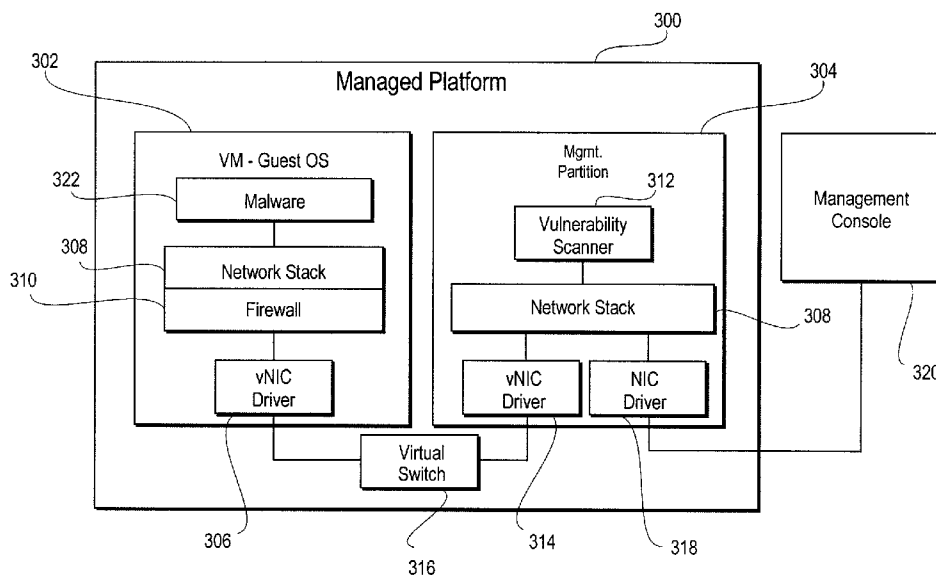 300
302
304
Managed Platform
VM - Guest OS
Mgmt.
Partition
322
Malware
312
Vulnerability
Scanner
Management
Console
308
Network Stack
310
Firewall
Network Stack
308
320
vNIC
Driver
vNIC
Driver
NIC
Driver
Virtual
Switch
306
316
314
318